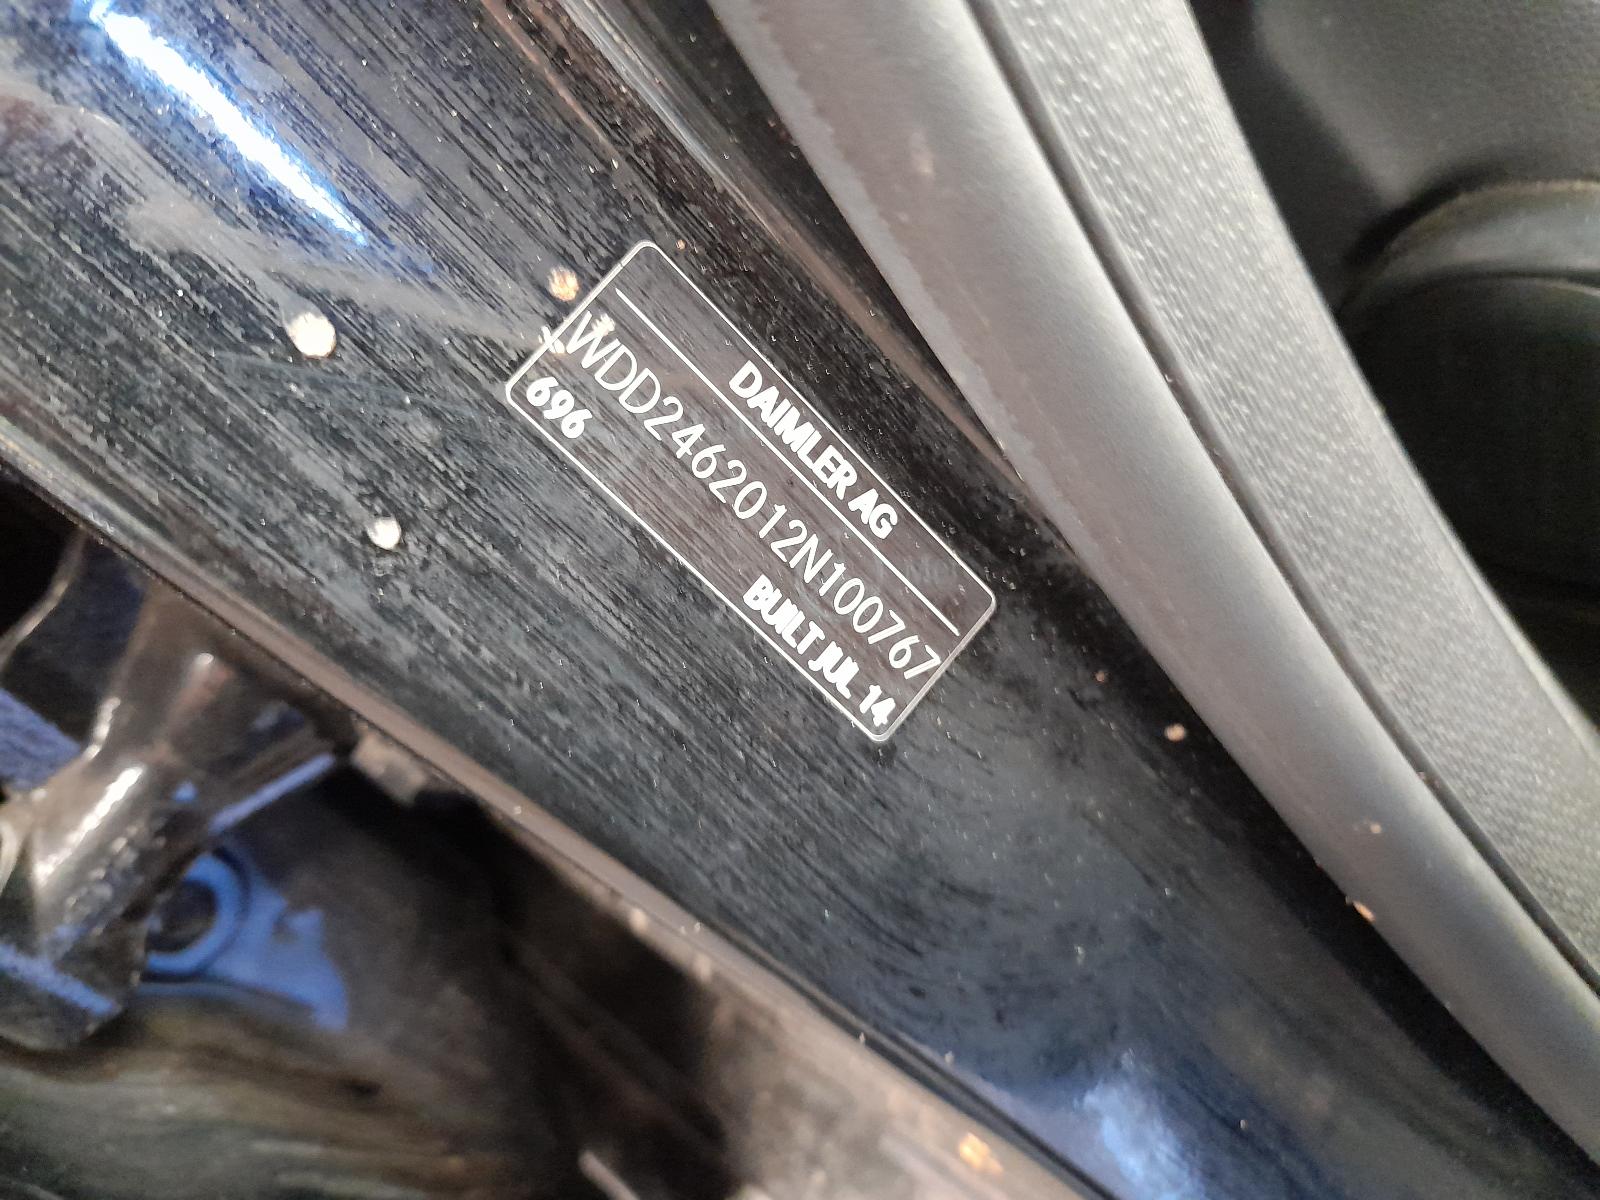 DAIMLER AG
WDD2462012N100767
696 BUILT JUL 14